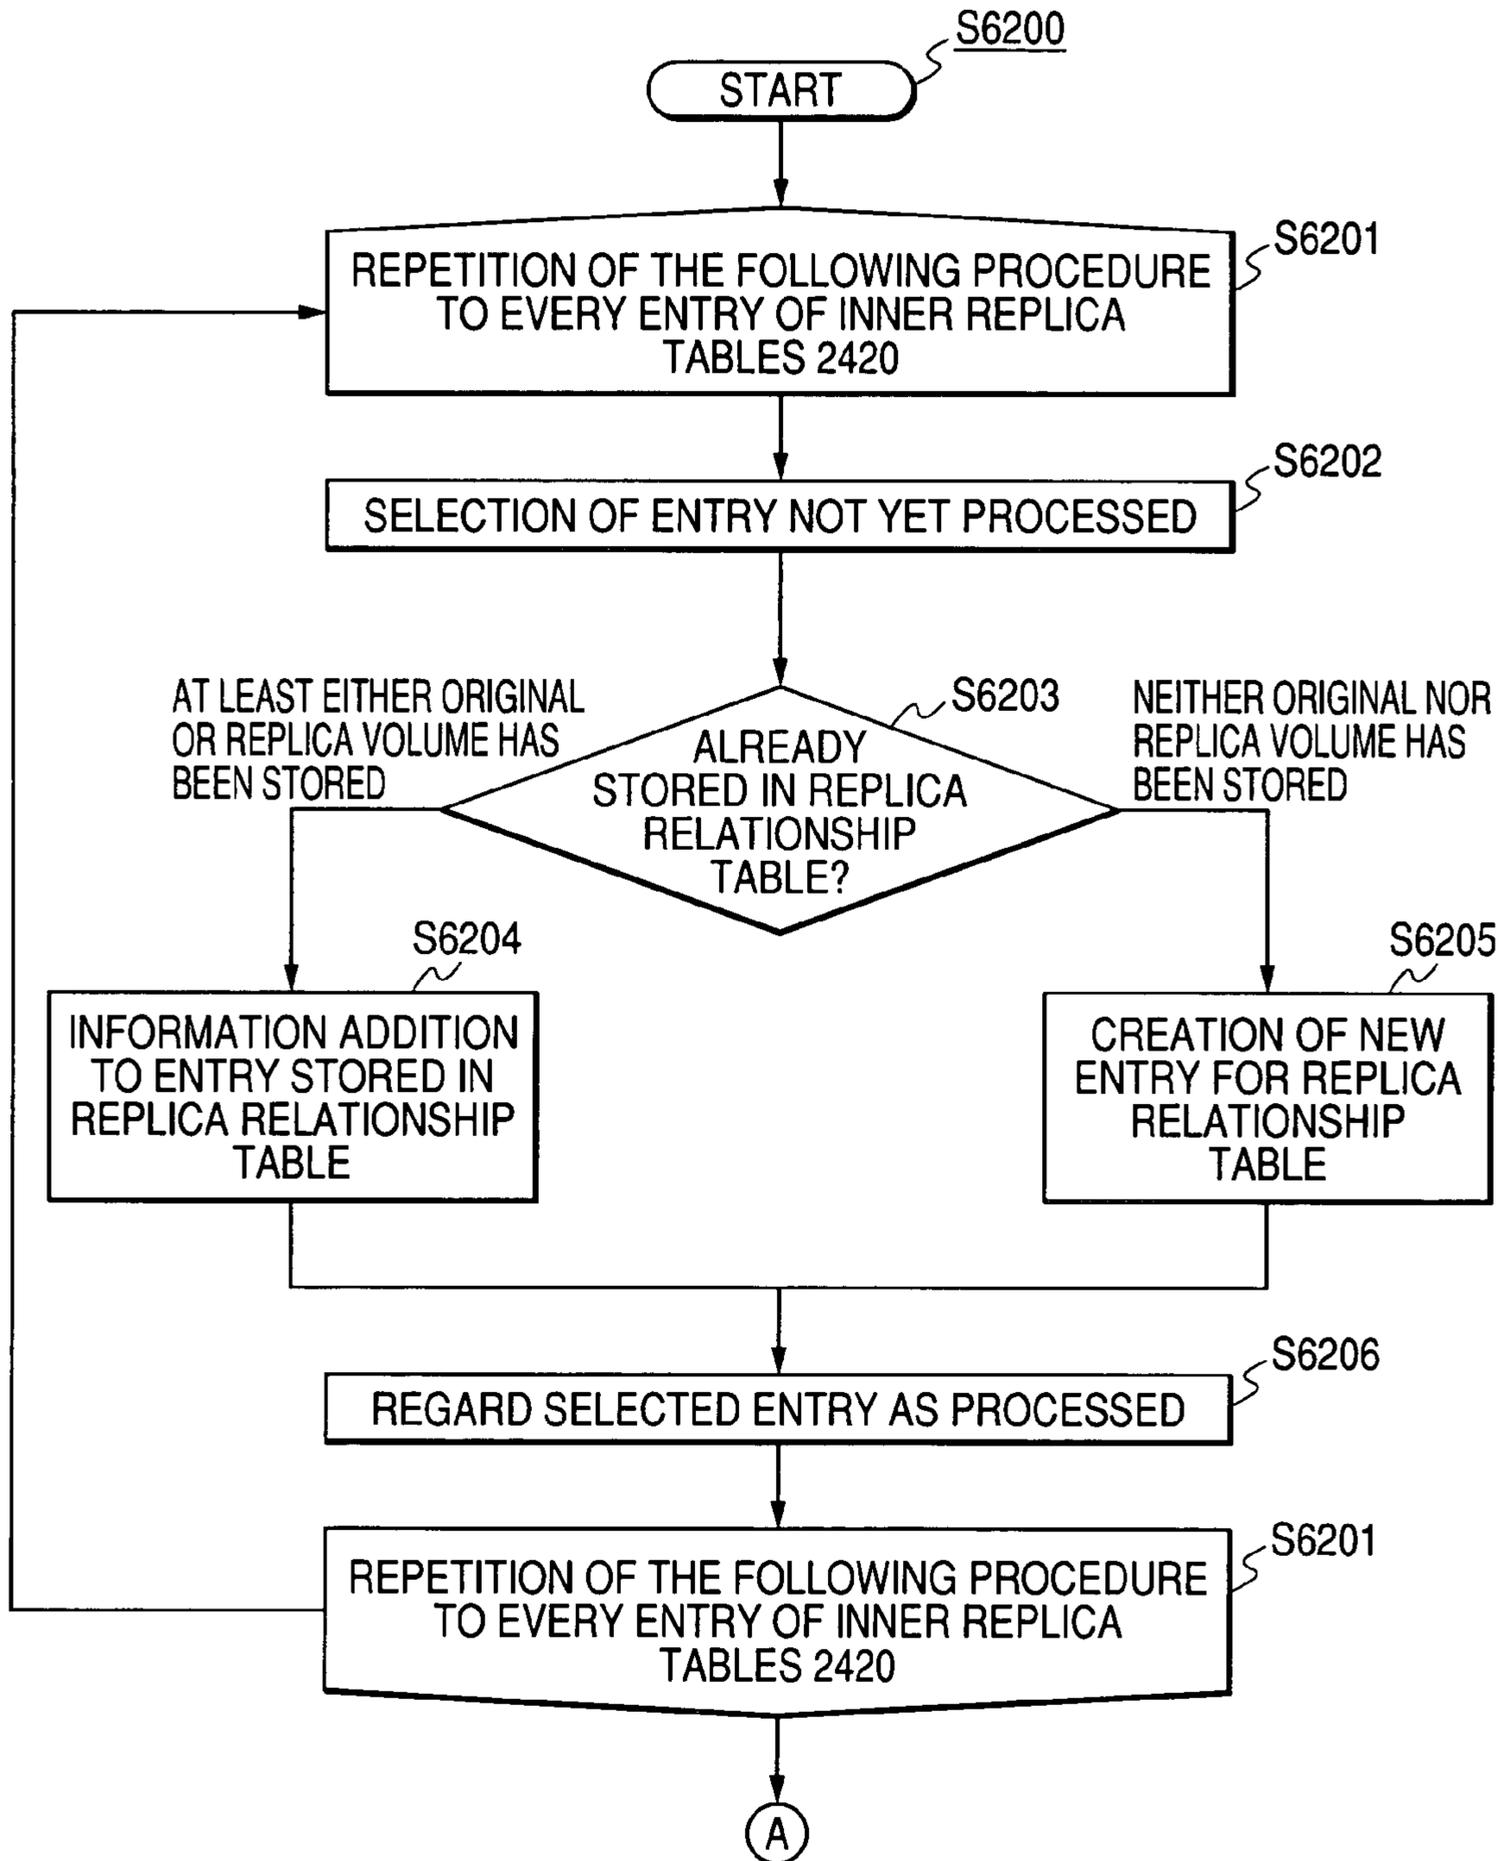 S6200
START
S6201
REPETITION OF THE FOLLOWING PROCEDURE
TO EVERY ENTRY OF INNER REPLICA
TABLES 2420
S6202
SELECTION OF ENTRY NOT YET PROCESSED
AT LEAST EITHER ORIGINAL
OR REPLICA VOLUME HAS
BEEN STORED
S6203
ALREADY
STORED IN REPLICA
RELATIONSHIP
TABLE?
NEITHER ORIGINAL NOR
REPLICA VOLUME HAS
BEEN STORED
S6204
INFORMATION ADDITION
TO ENTRY STORED IN
REPLICA RELATIONSHIP
TABLE
S6205
CREATION OF NEW
ENTRY FOR REPLICA
RELATIONSHIP
TABLE
S6206
REGARD SELECTED ENTRY AS PROCESSED
S6201
REPETITION OF THE FOLLOWING PROCEDURE
TO EVERY ENTRY OF INNER REPLICA
TABLES 2420
A